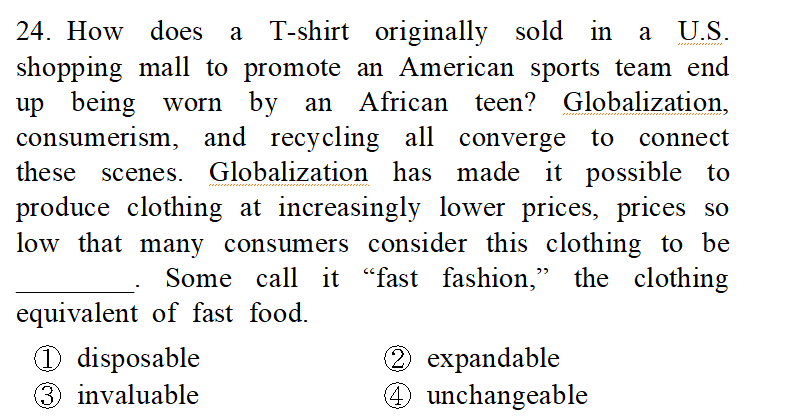 24. How does a T-shirt originally sold in a U.S.
shopping mall to promote an American sports team end
up being worn by an African teen? Globalization,
consumerism, and recycling all converge to connect
these scenes. Globalization has made it possible to
produce clothing at increasingly lower prices, prices so
low that many consumers consider this clothing to be
_________. Some call it “fast fashion,” the clothing
equivalent of fast food.
① disposable ② expandable
③ invaluable ④ unchangeable